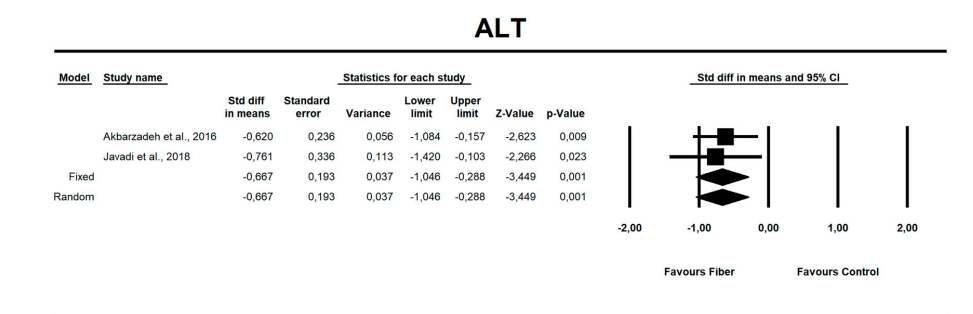 ALT
Model Study name Statistics for each study Std diff in means and 95% CI
Std diff Standard Lower Upper
in means error Variance limit limit Z-Value p-Value
Akbarzadeh et al., 2016 -0,620 0,236 0,056 -1,084 -0,157 -2,623 0,009
Javadi et al., 2018 -0,761 0,336 0,113 -1,420 -0,103 -2,266 0,023
Fixed -0,667 0,193 0,037 -1,046 -0,288 -3,449 0,001
Random -0,667 0,193 0,037 -1,046 -0,288 -3,449 0,001
-2,00 -1,00 0,00 1,00 2,00
Favours Fiber Favours Control